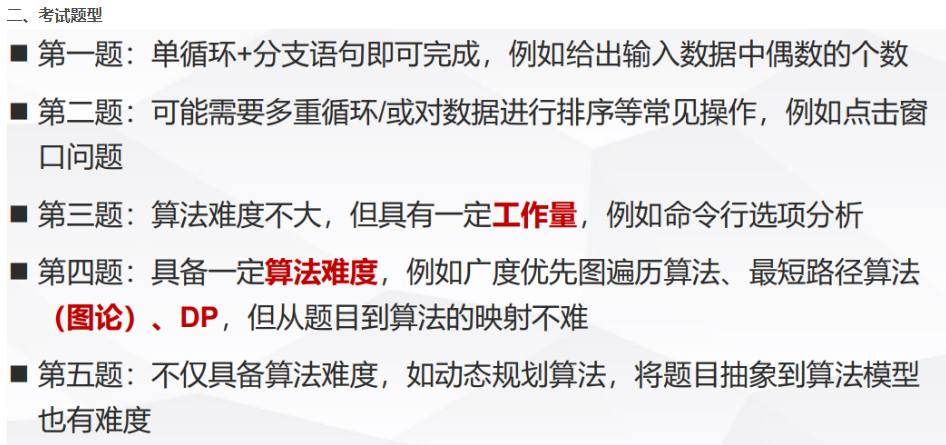 二、考试题型
■ 第一题：单循环+分支语句即可完成，例如给出输入数据中偶数的个数
■ 第二题：可能需要多重循环/或对数据进行排序等常见操作，例如点击窗
口问题
■ 第三题：算法难度不大，但具有一定工作量，例如命令行选项分析
■ 第四题：具备一定算法难度，例如广度优先图遍历算法、最短路径算法
（图论）、DP，但从题目到算法的映射不难
■ 第五题：不仅具备算法难度，如动态规划算法，将题目抽象到算法模型
也有难度